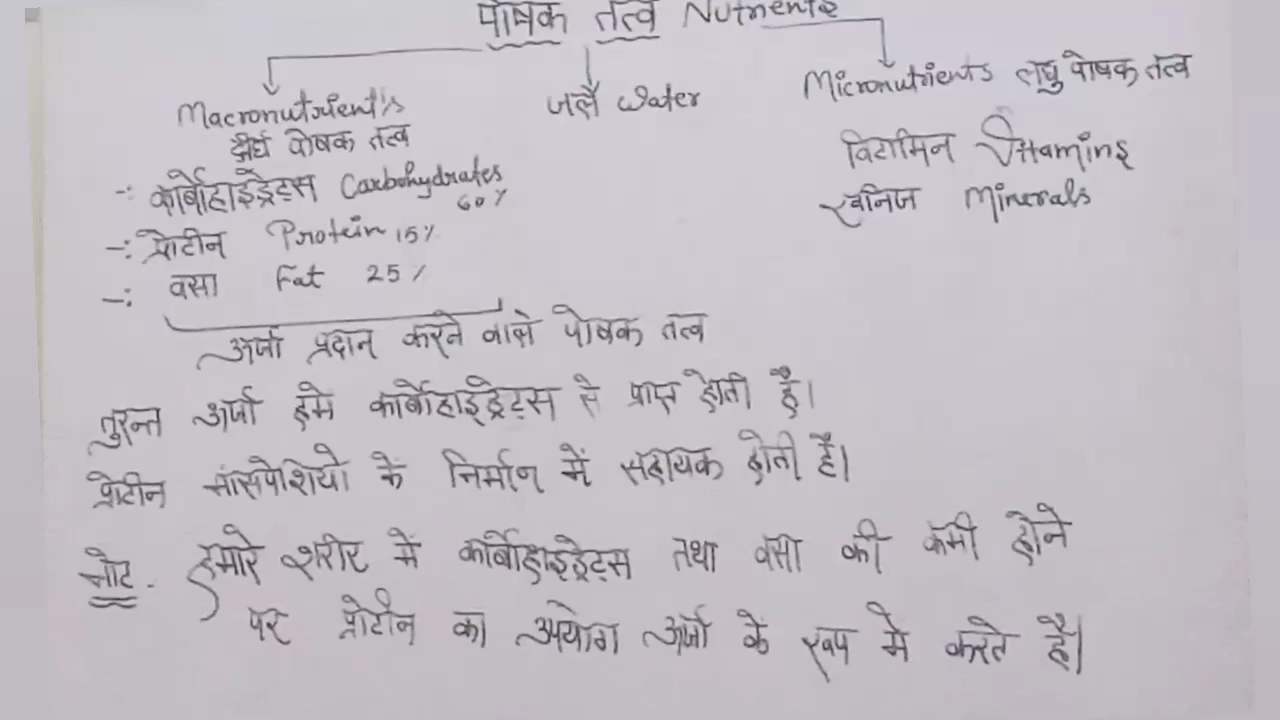 पोषक तत्व Nutrients
Macronutrient's
दीर्घ पोषक तत्व
जल Water
Micronutrients लघु पोषक तत्व
-: कार्बोहाइड्रेट्स Carbohydrates 60%
-: प्रोटीन Protein 15%
-: वसा Fat 25%
विटामिन Vitamins
खनिज Minerals
ऊर्जा प्रदान करने वाले पोषक तत्व
तुरन्त ऊर्जा हमे कार्बोहाइड्रेट्स से प्राप्त होती है।
प्रोटीन मांसपेशियो के निर्मान में सहायक होती है।
नोट - हमारे शरीर में कार्बोहाइड्रेट्स तथा वसा की कमी होने
पर प्रोटीन का उपयोग ऊर्जा के रूप मे करते है।